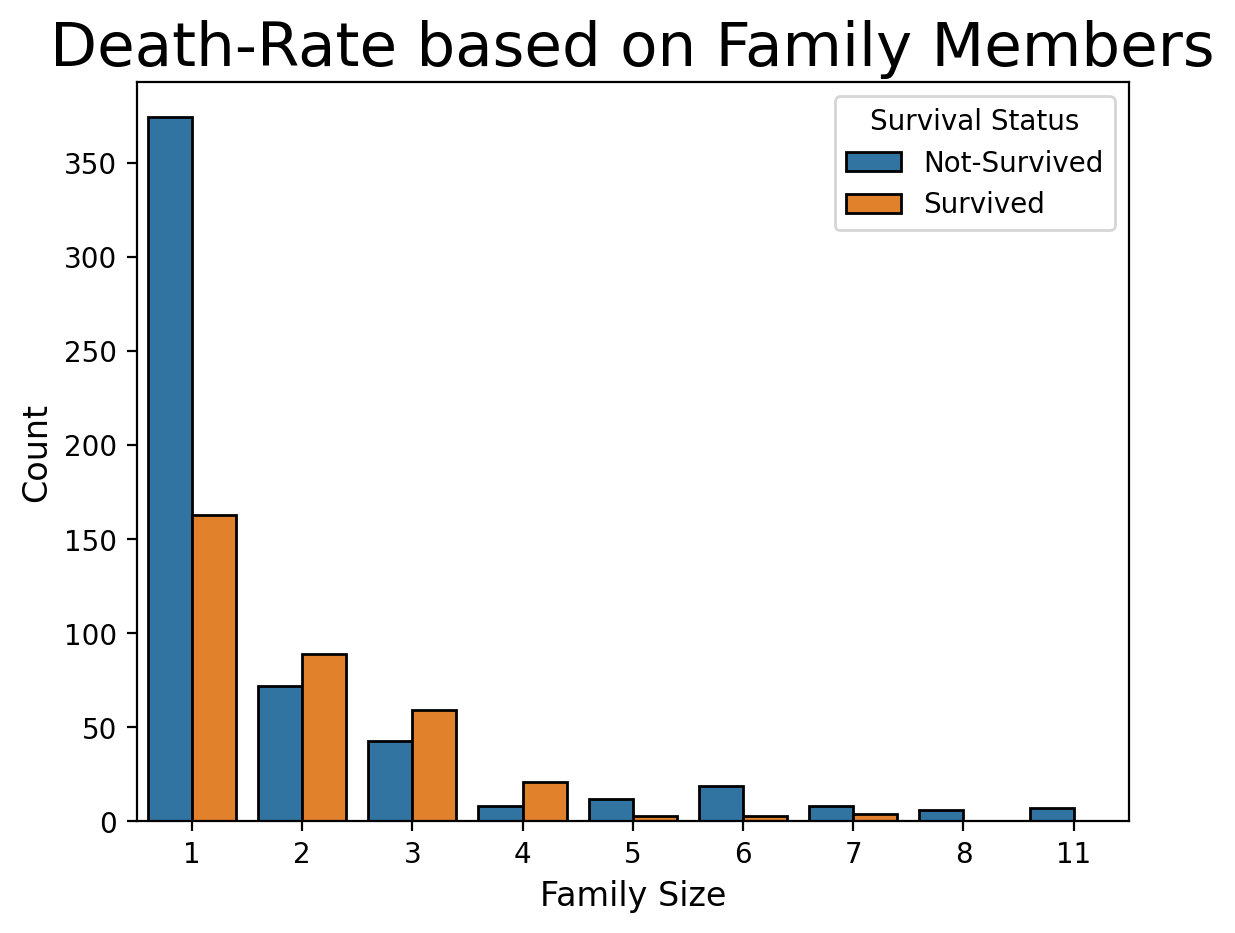 Death-Rate based on Family Members
Survival Status
Not-Survived
Survived
350
300
250
200
150
100
50
0
Count
1 2 3 4 5 6 7 8 11
Family Size